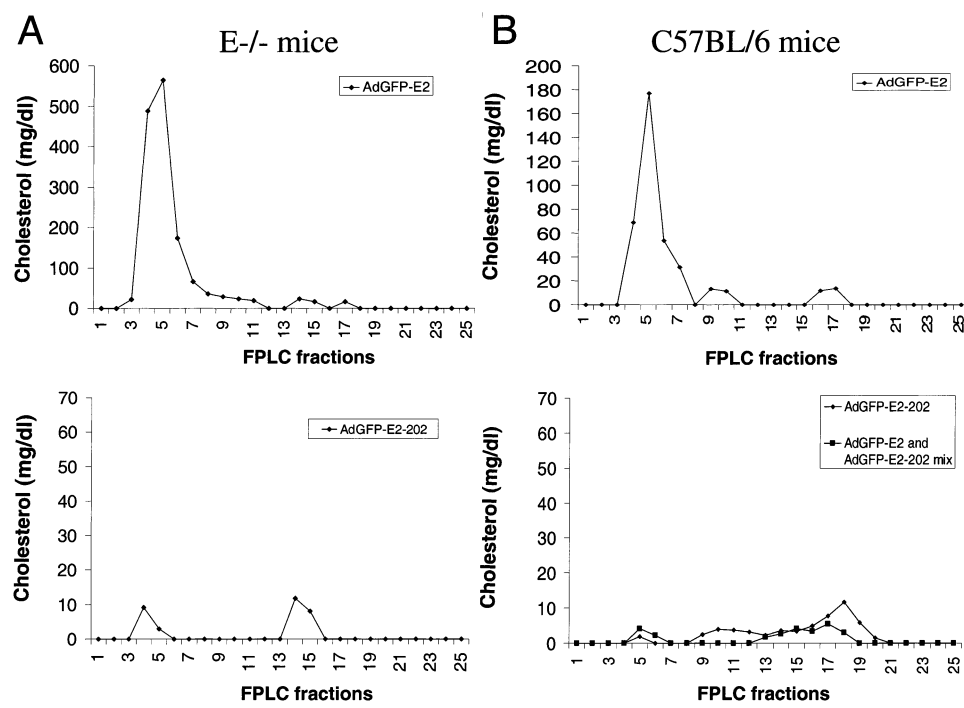 A
E-/- mice
600
500
400
300
200
100
0
Cholesterol (mg/dl)
AdGFP-E2
1 3 5 7 9 11 13 15 17 19 21 23 25
FPLC fractions
B
C57BL/6 mice
200
180
160
140
120
100
80
60
40
20
0
Cholesterol (mg/dl)
AdGFP-E2
1 3 5 7 9 11 13 15 17 19 21 23 25
FPLC fractions
70
60
50
40
30
20
10
0
Cholesterol (mg/dl)
AdGFP-E2-202
1 3 5 7 9 11 13 15 17 19 21 23 25
FPLC fractions
70
60
50
40
30
20
10
0
Cholesterol (mg/dl)
AdGFP-E2-202
AdGFP-E2 and
AdGFP-E2-202 mix
1 3 5 7 9 11 13 15 17 19 21 23 25
FPLC fractions